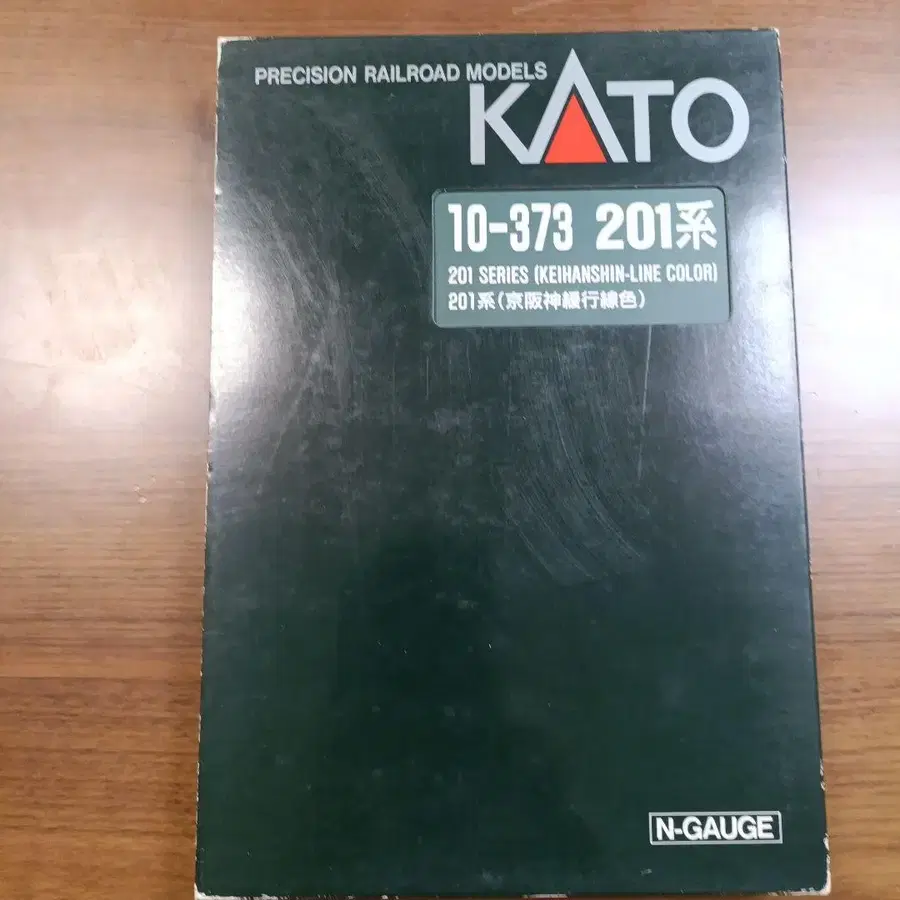 PRECISION RAILROAD MODELS
KATO
10-373 201系
201 SERIES (KEIHANSHIN-LINE COLOR)
201系(京阪神緩行線色)
N-GAUGE